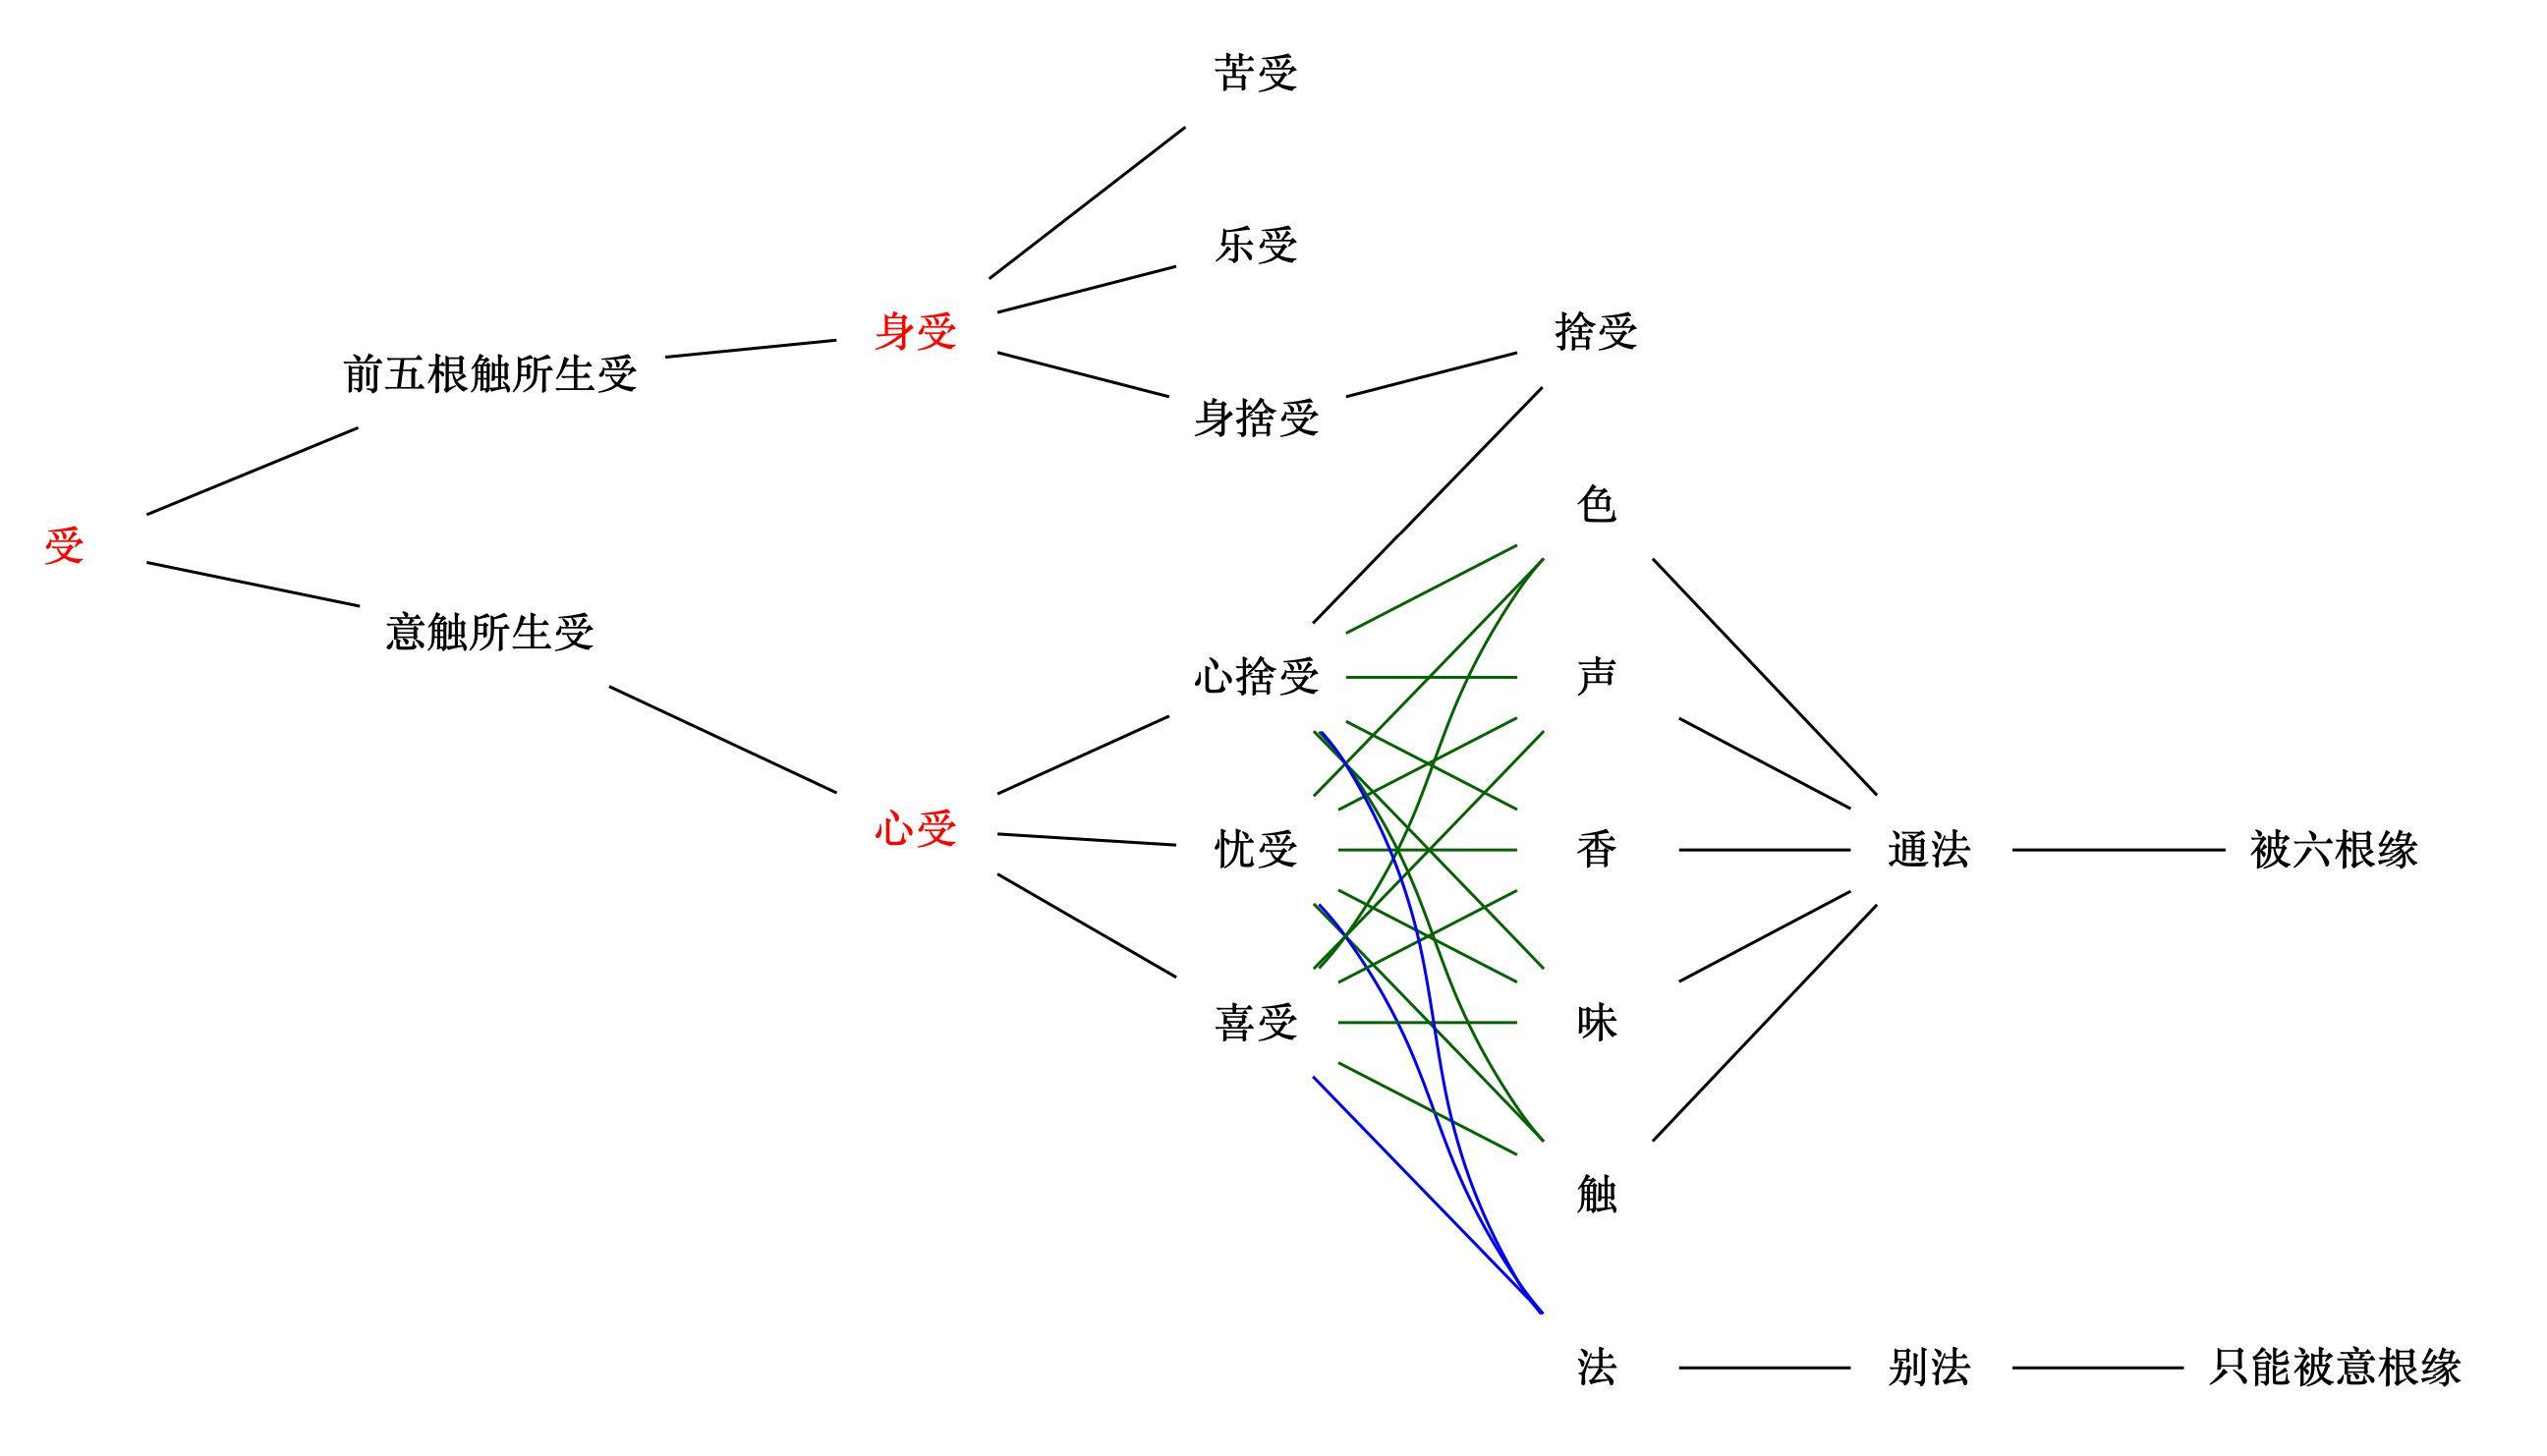 苦受
乐受
身受
捨受
前五根触所生受
身捨受
色
受
意触所生受
心捨受
声
心受
忧受
香
通法
被六根缘
喜受
味
触
法
别法
只能被意根缘